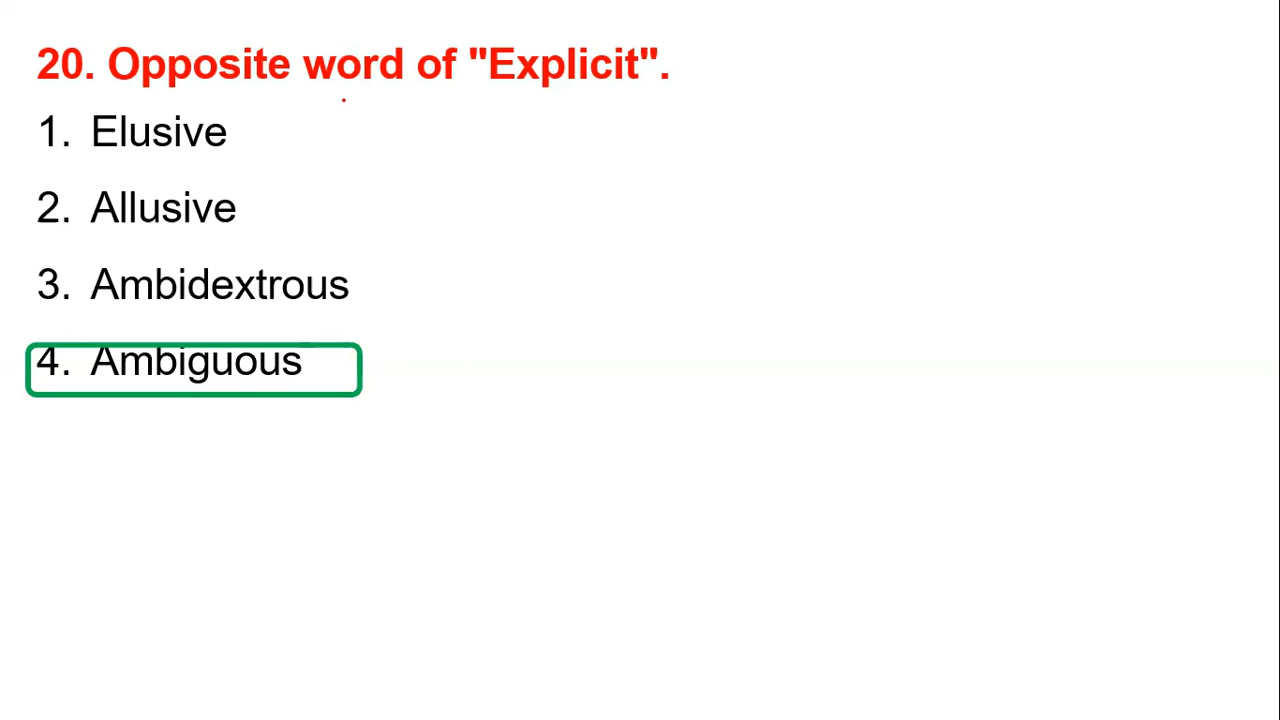 20. Opposite word of "Explicit".
1. Elusive
2. Allusive
3. Ambidextrous
4. Ambiguous